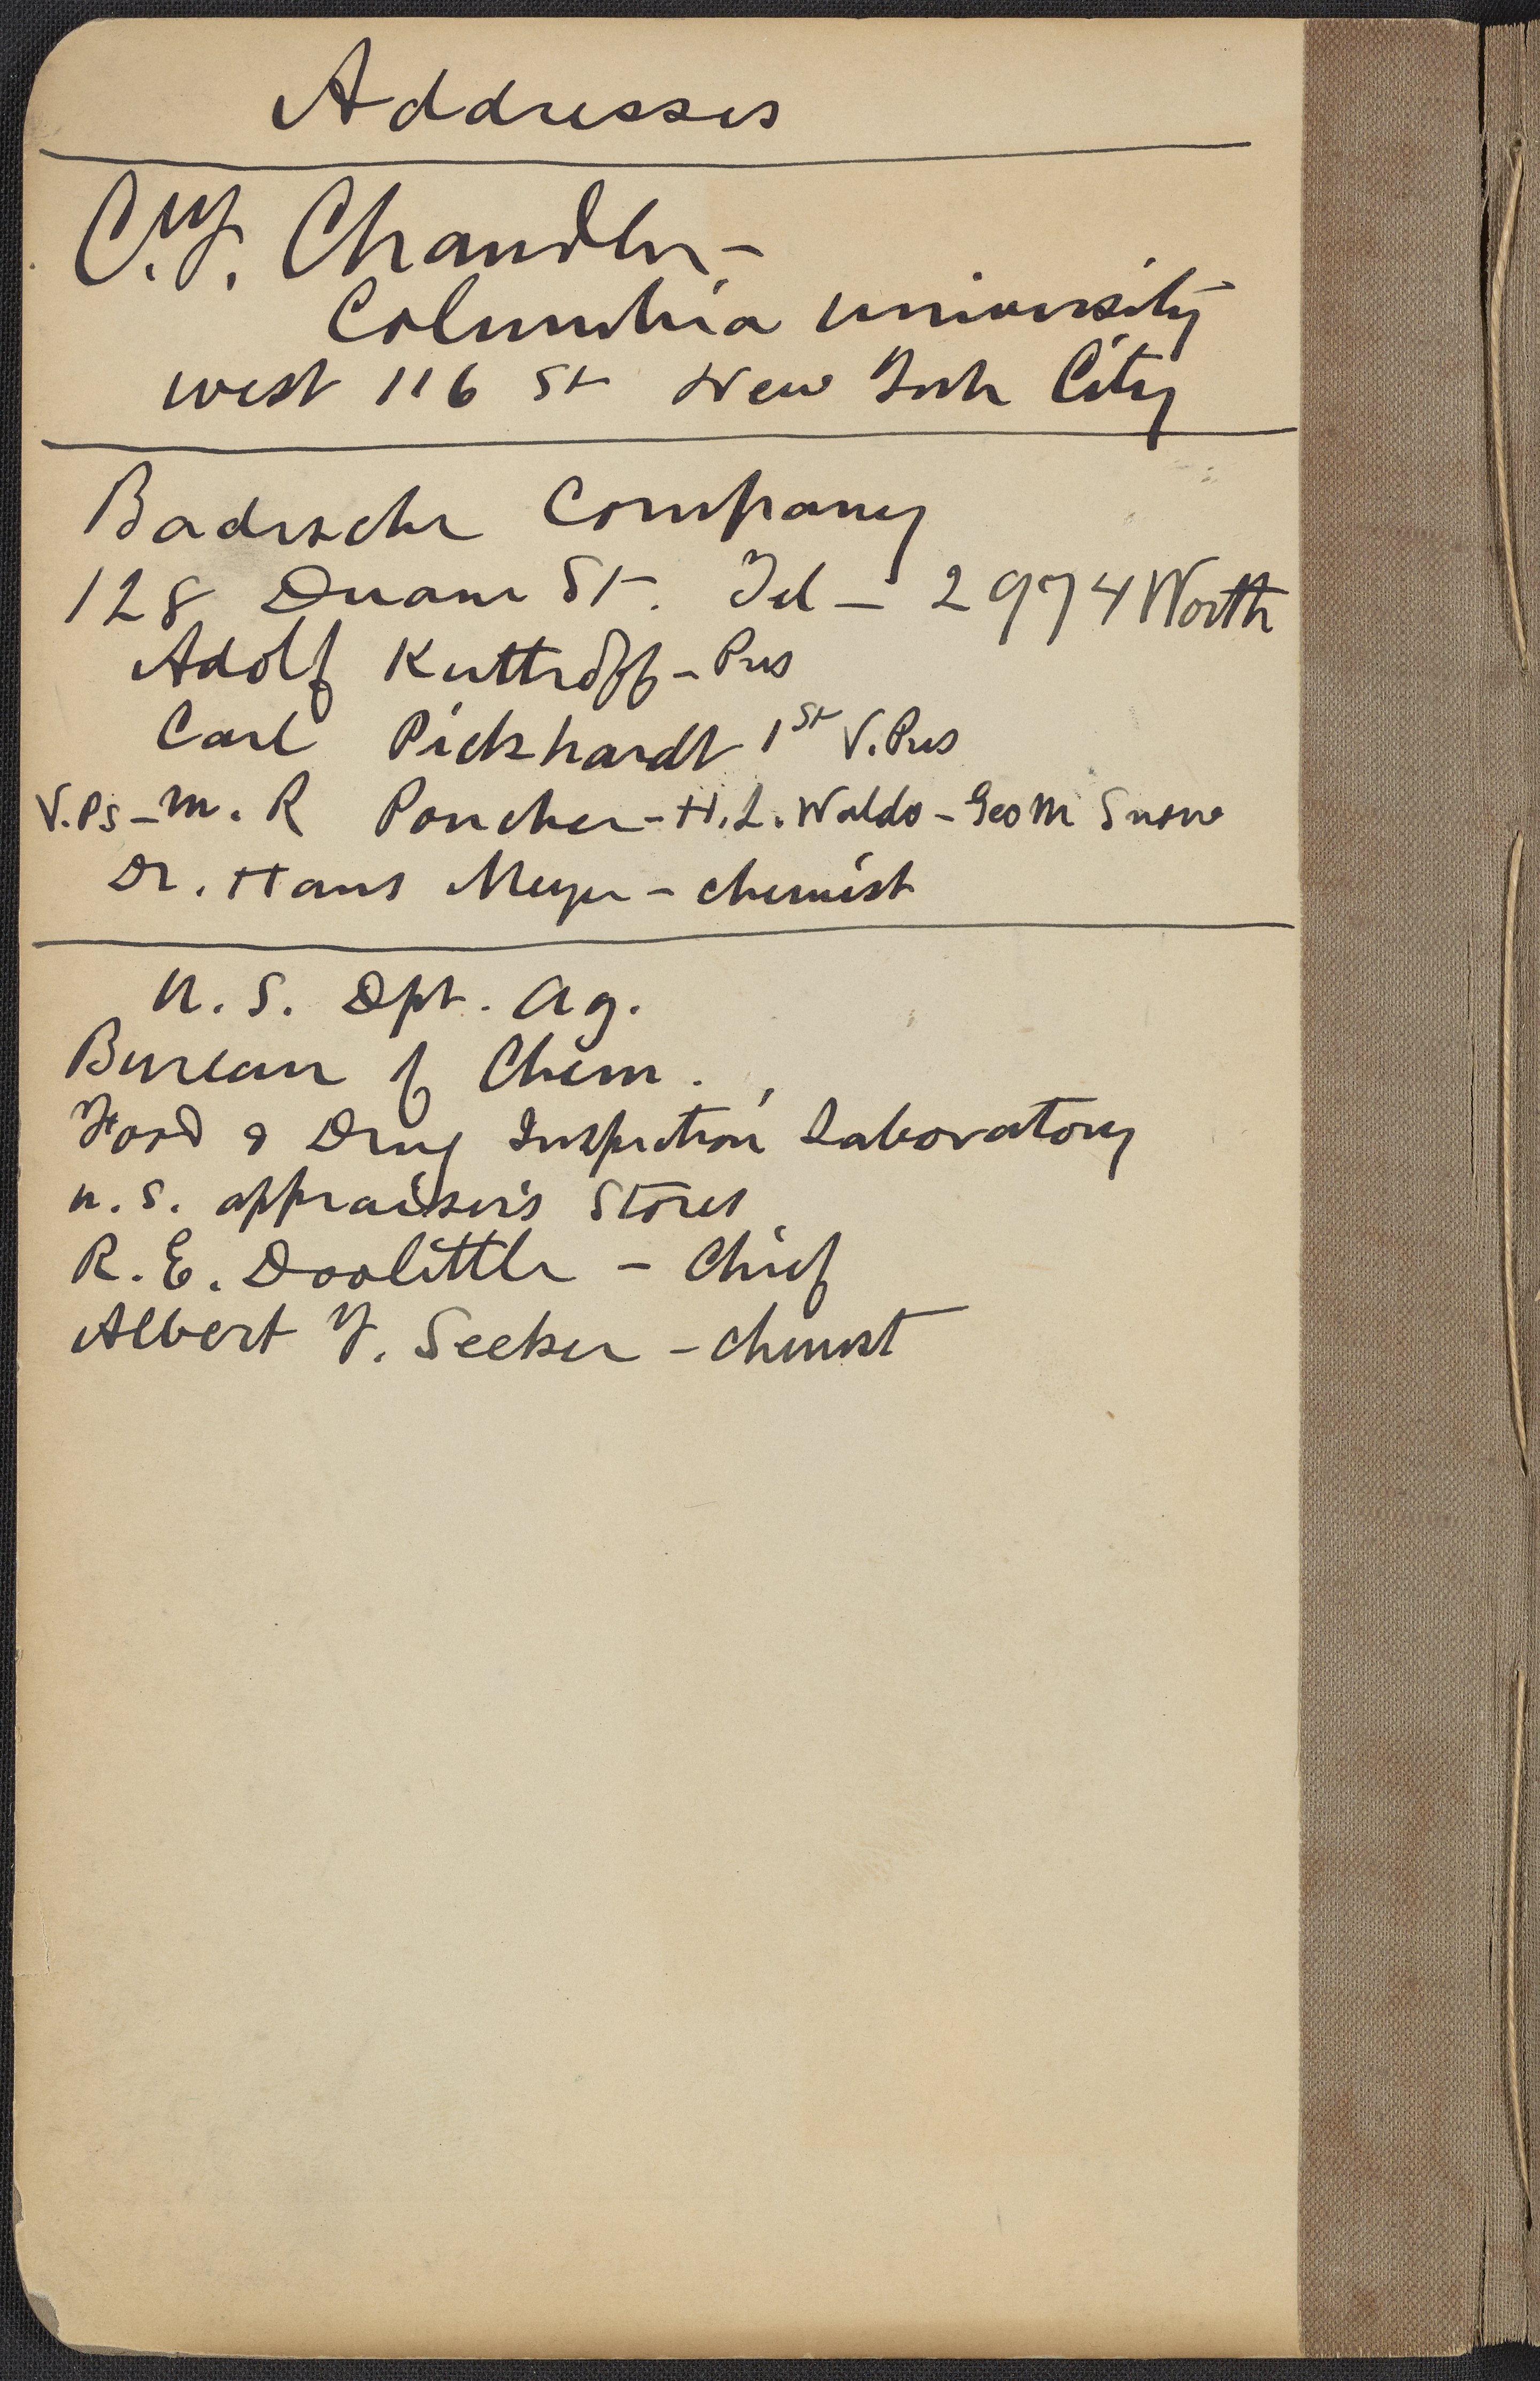 Addresses
C.F. Chandler -
Columbia University
West 116 St New York City
Badische Company
128 Duane St. Tel - 2974 Worth
Adolf Kuttroff - Pres
Carl Pickhardt 1st V. Pres
V.Ps - M. R Poucher - H.L. Waldo - Geo M Snow
Dr. Hans Meyer - chemist
U.S. Dpt. Ag.
Bureau of Chem.
Food & Drug Inspection Laboratory
U.S. appraiser's Stores
R.E. Doolittle - Chief
Albert F. Seeker - chemist